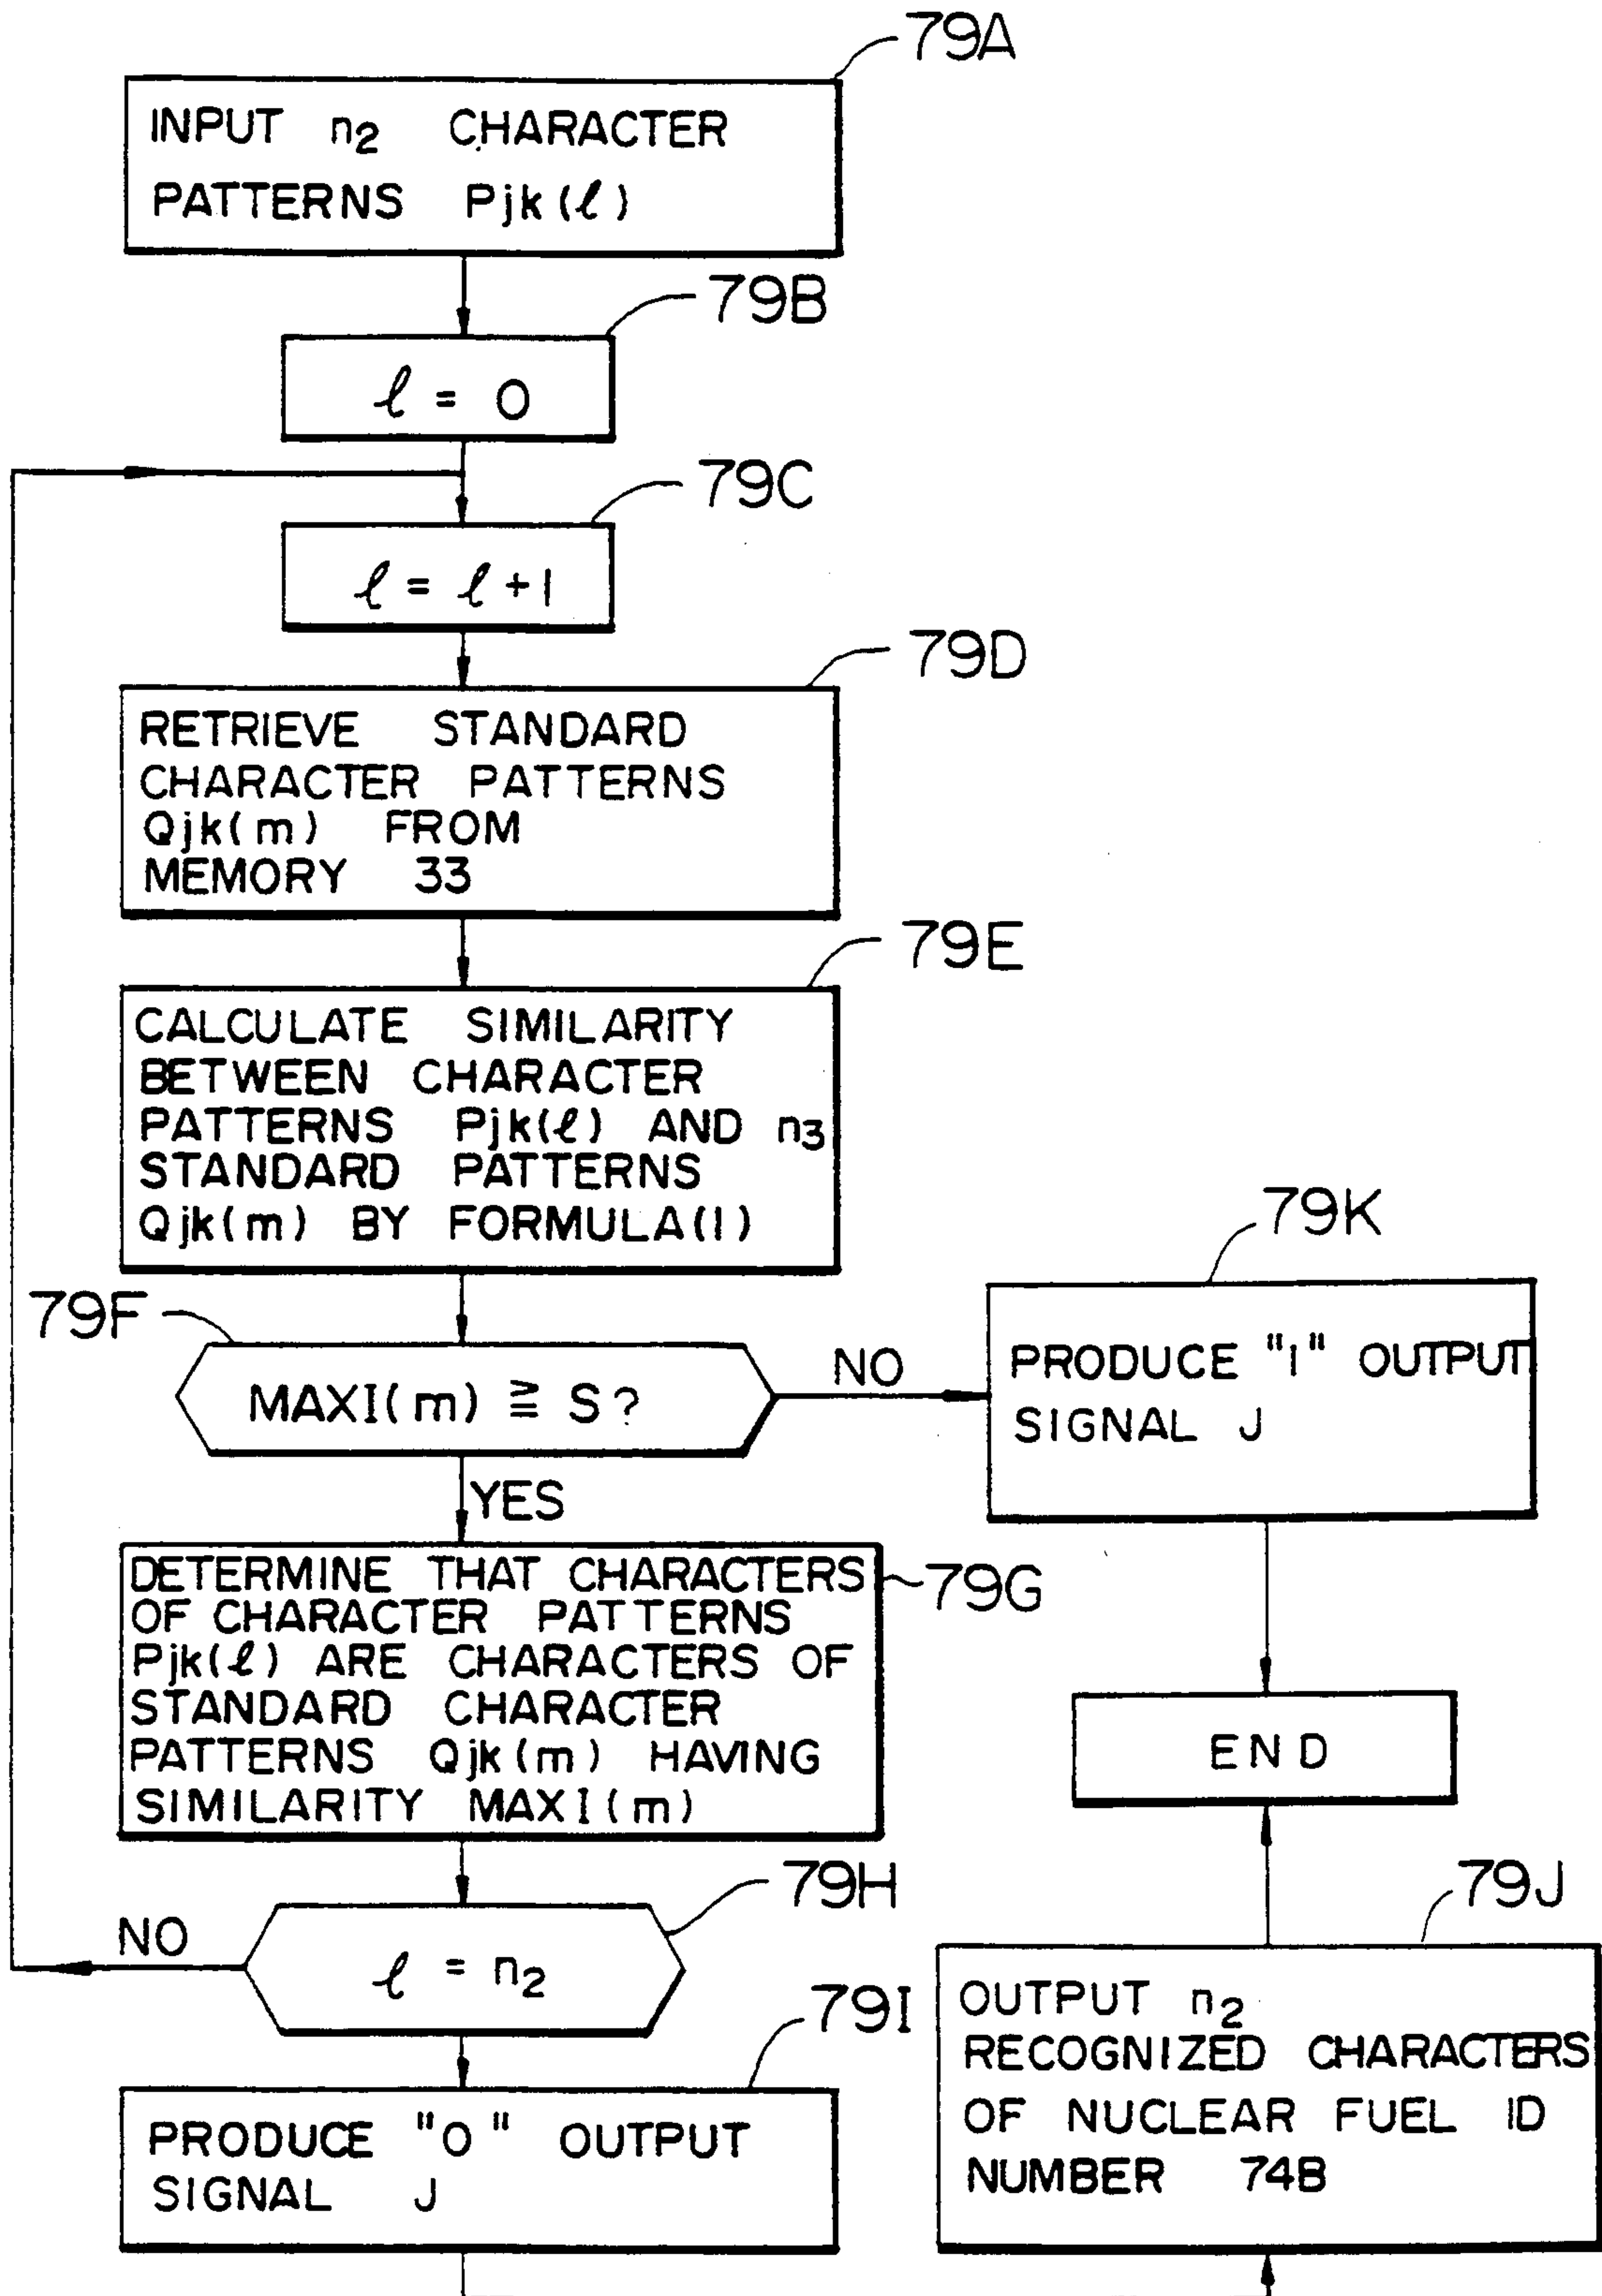 79A
INPUT n₂ CHARACTER
PATTERNS Pjk(ℓ)
79B
ℓ = 0
79C
ℓ = ℓ +1
79D
RETRIEVE STANDARD
CHARACTER PATTERNS
Qjk(m) FROM
MEMORY 33
79E
CALCULATE SIMILARITY
BETWEEN CHARACTER
PATTERNS Pjk(ℓ) AND n₃
STANDARD PATTERNS
Qjk(m) BY FORMULA(1)
79F
MAXI(m) ≧ S?
NO
79K
PRODUCE "1" OUTPUT
SIGNAL J
YES
79G
DETERMINE THAT CHARACTERS
OF CHARACTER PATTERNS
Pjk(ℓ) ARE CHARACTERS OF
STANDARD CHARACTER
PATTERNS Qjk(m) HAVING
SIMILARITY MAXI(m)
END
79H
NO
ℓ = n₂
79I
PRODUCE "0" OUTPUT
SIGNAL J
79J
OUTPUT n₂
RECOGNIZED CHARACTERS
OF NUCLEAR FUEL ID
NUMBER 74B